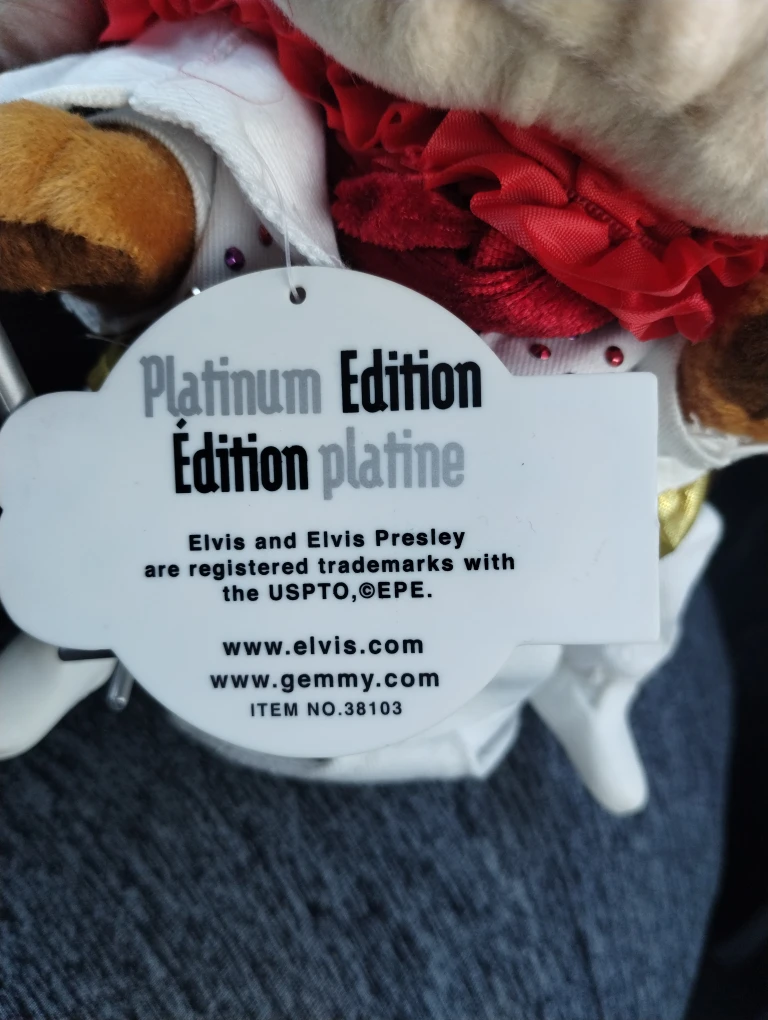 Platinum Edition
Édition platine
Elvis and Elvis Presley
are registered trademarks with
the USPTO,©EPE.
www.elvis.com
www.gemmy.com
ITEM NO.38103